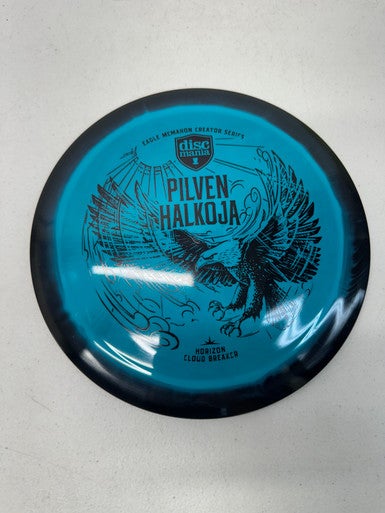 EAGLE MCMAHON CREATOR SERIES
disc
mania
PILVEN
HALKOJA
HORIZON
CLOUD BREAKER